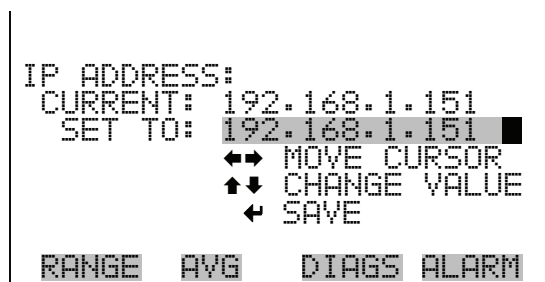 IP ADDRESS:
CURRENT: 192.168.1.151
SET TO: 192.168.1.151
⬅➡ MOVE CURSOR
⬆⬇ CHANGE VALUE
↵ SAVE
RANGE AVG DIAGS ALARM